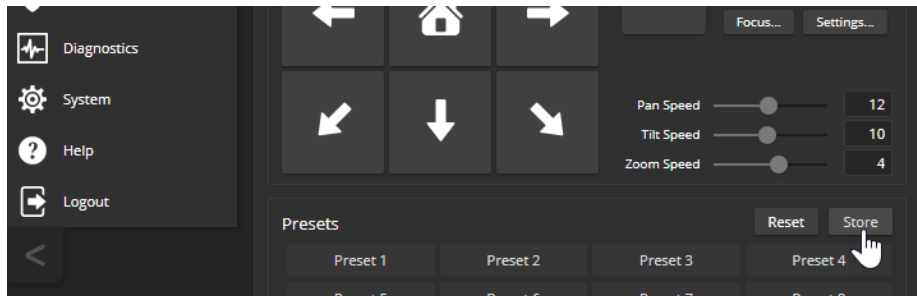 Diagnostics
System
Help
Logout
<
Focus... Settings...
Pan Speed 12
Tilt Speed 10
Zoom Speed 4
Presets Reset Store
Preset 1 Preset 2 Preset 3 Preset 4